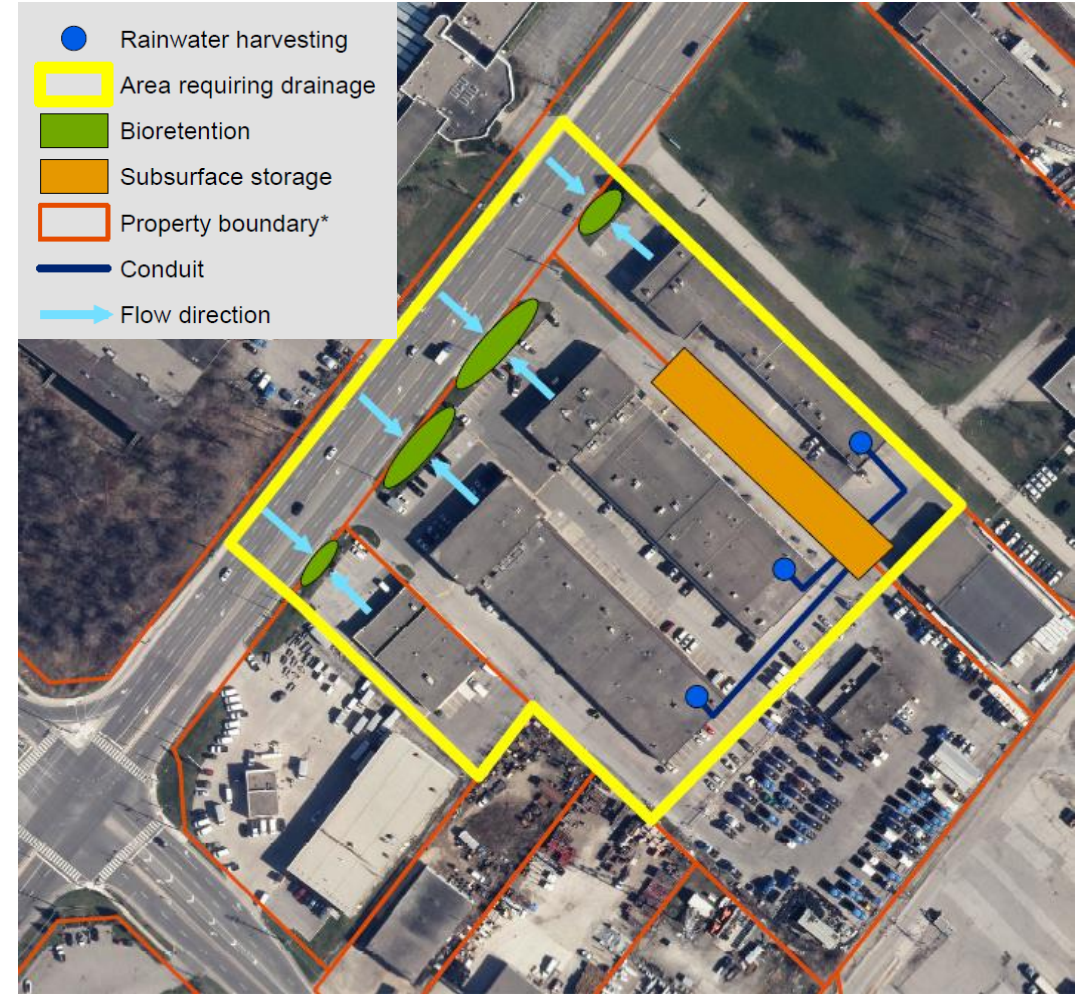 Rainwater harvesting
Area requiring drainage
Bioretention
Subsurface storage
Property boundary*
Conduit
Flow direction